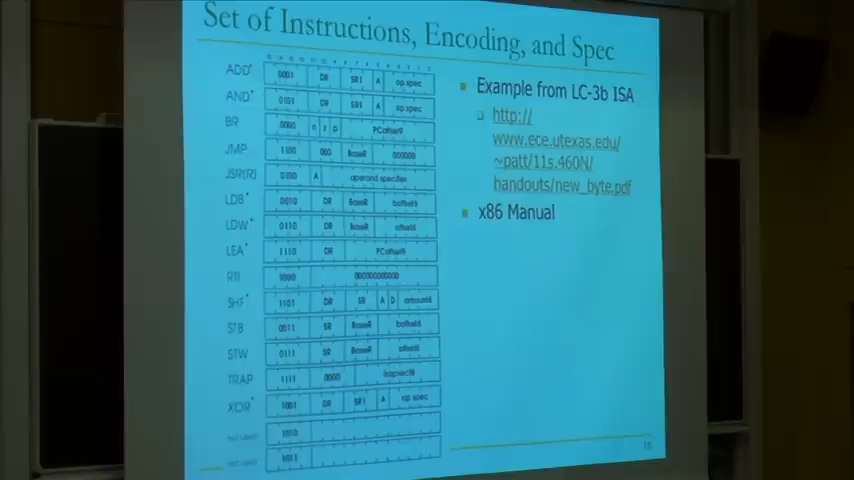 Set of Instructions, Encoding, and Spec
ADD* 0001 DR SR1 A op.spec
AND* 0101 DR SR1 A op.spec
BR 0000 n z p PCoffset9
JMP 1100 000 BaseR 000000
JSR(R) 0100 A operand specifier
LDB* 0010 DR BaseR boffset6
LDW* 0110 DR BaseR offset6
LEA* 1110 DR PCoffset9
RTI 1000 000000000000
SHF* 1101 DR SR A D amount4
STB 0011 SR BaseR boffset6
STW 0111 SR BaseR offset6
TRAP 1111 0000 trapvect8
XOR* 1001 DR SR1 A op.spec
not used 1010
not used 1011
Example from LC-3b ISA
http://
www.ece.utexas.edu/
~patt/11s.460N/
handouts/new_byte.pdf
x86 Manual
15